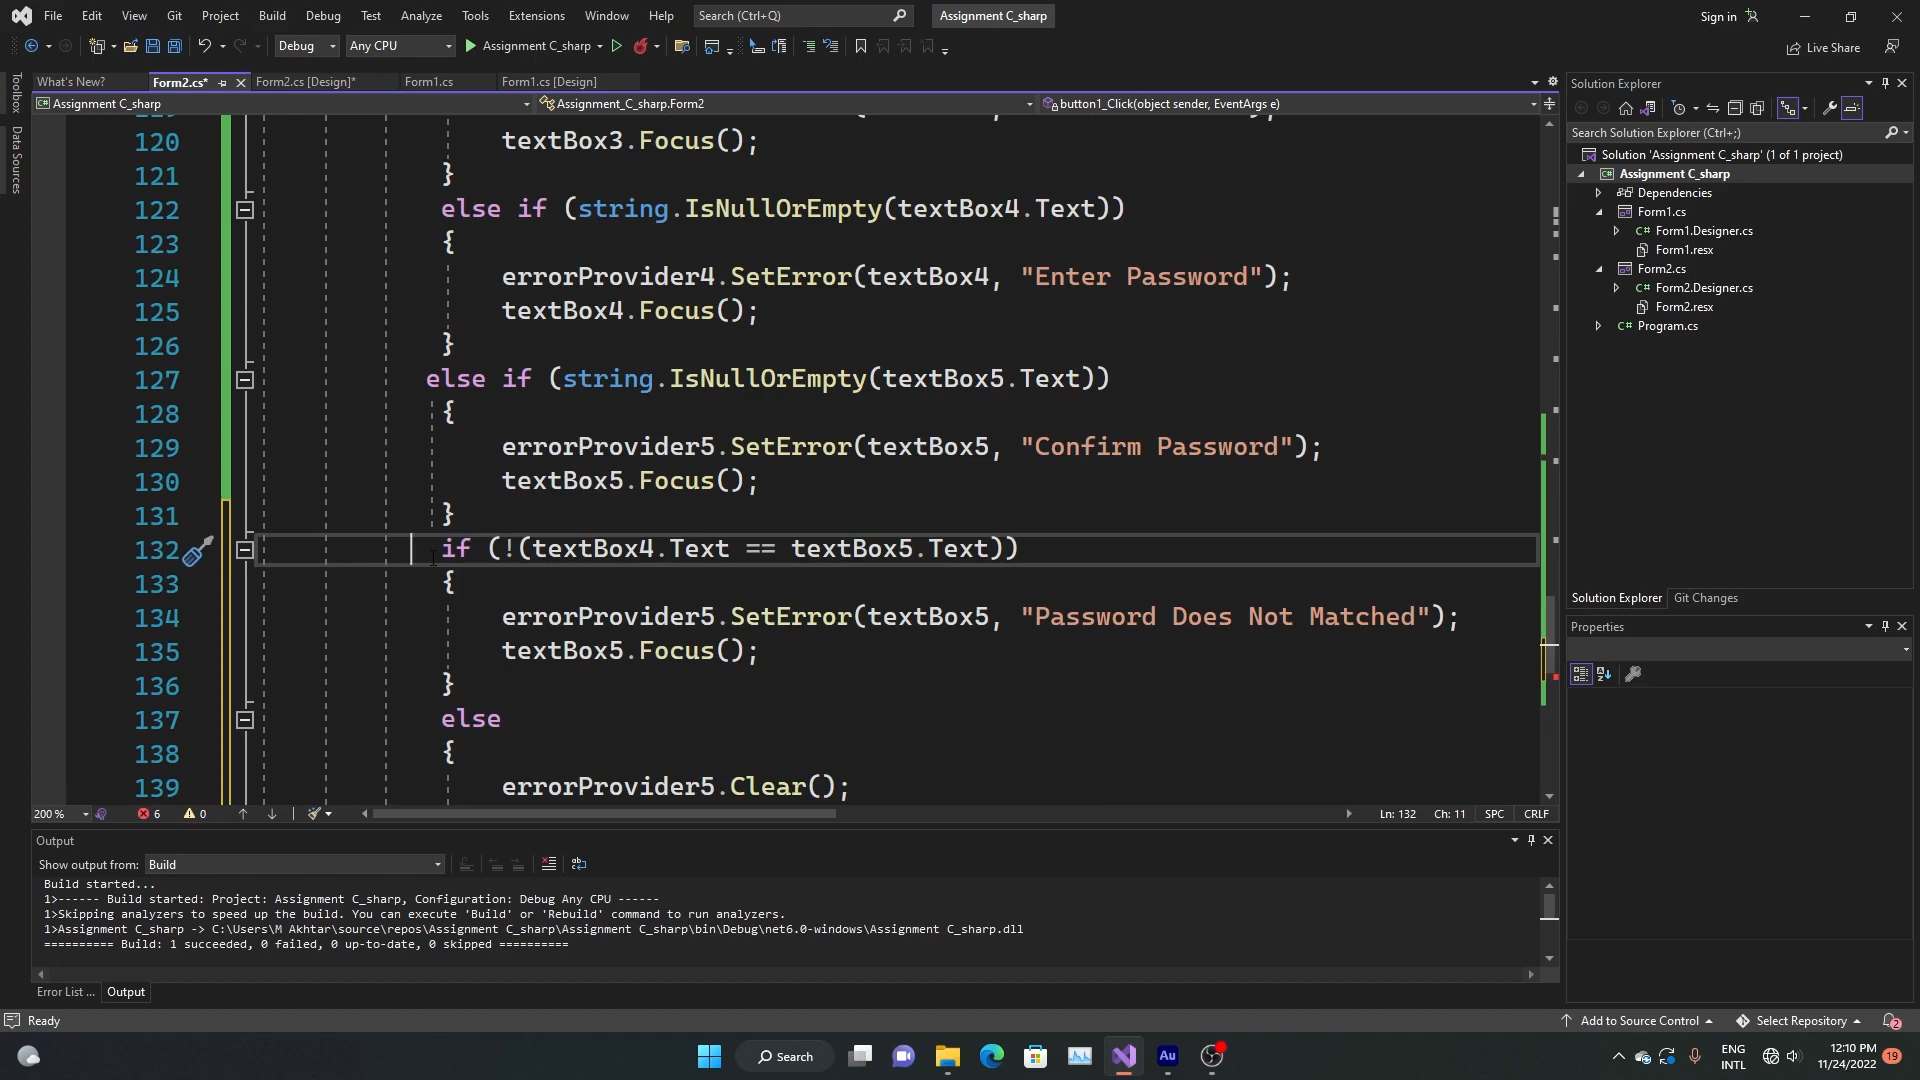 File Edit View Git Project Build Debug Test Analyze Tools Extensions Window Help Search (Ctrl+Q) Assignment C_sharp Sign in
Debug Any CPU Assignment C_sharp Live Share
What's New? Form2.cs* Form2.cs [Design]* Form1.cs Form1.cs [Design]
Assignment C_sharp Assignment_C_sharp.Form2 button1_Click(object sender, EventArgs e)
Toolbox
Data Sources
120 textBox3.Focus();
121 }
122 else if (string.IsNullOrEmpty(textBox4.Text))
123 {
124 errorProvider4.SetError(textBox4, "Enter Password");
125 textBox4.Focus();
126 }
127 else if (string.IsNullOrEmpty(textBox5.Text))
128 {
129 errorProvider5.SetError(textBox5, "Confirm Password");
130 textBox5.Focus();
131 }
132 if (!(textBox4.Text == textBox5.Text))
133 {
134 errorProvider5.SetError(textBox5, "Password Does Not Matched");
135 textBox5.Focus();
136 }
137 else
138 {
139 errorProvider5.Clear();
200 % 6 0 Ln: 132 Ch: 11 SPC CRLF
Output
Show output from: Build
Build started...
1>------ Build started: Project: Assignment C_sharp, Configuration: Debug Any CPU ------
1>Skipping analyzers to speed up the build. You can execute 'Build' or 'Rebuild' command to run analyzers.
1>Assignment C_sharp -> C:\Users\M Akhtar\source\repos\Assignment C_sharp\Assignment C_sharp\bin\Debug\net6.0-windows\Assignment C_sharp.dll
========== Build: 1 succeeded, 0 failed, 0 up-to-date, 0 skipped ==========
Error List ... Output
Solution Explorer
Search Solution Explorer (Ctrl+;)
Solution 'Assignment C_sharp' (1 of 1 project)
Assignment C_sharp
Dependencies
Form1.cs
Form1.Designer.cs
Form1.resx
Form2.cs
Form2.Designer.cs
Form2.resx
Program.cs
Solution Explorer Git Changes
Properties
Ready Add to Source Control Select Repository 2
Search Au ENG INTL 12:10 PM 11/24/2022 19